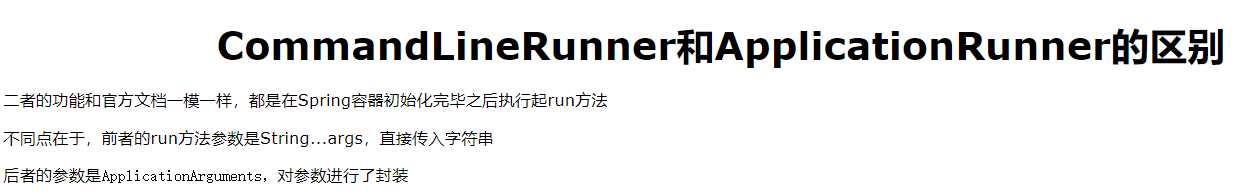 CommandLineRunner和ApplicationRunner的区别
二者的功能和官方文档一模一样，都是在Spring容器初始化完毕之后执行起run方法
不同点在于，前者的run方法参数是String...args，直接传入字符串
后者的参数是ApplicationArguments，对参数进行了封装